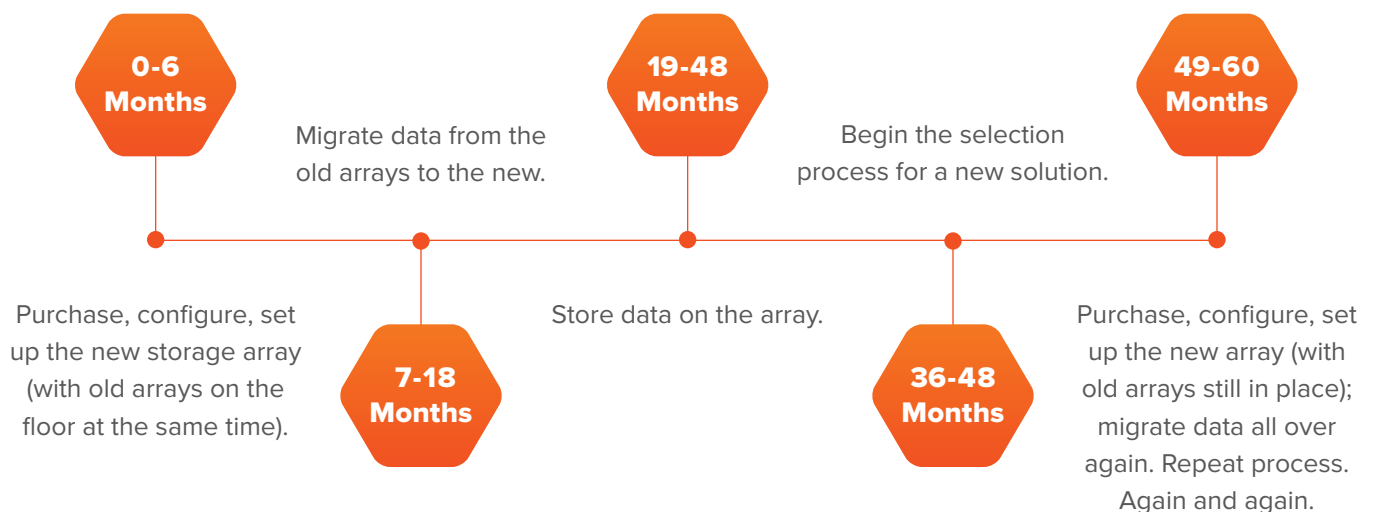 0-6
Months
Purchase, configure, set
up the new storage array
(with old arrays on the
floor at the same time).
Migrate data from the
old arrays to the new.
7-18
Months
19-48
Months
Store data on the array.
Begin the selection
process for a new solution.
36-48
Months
49-60
Months
Purchase, configure, set
up the new array (with
old arrays still in place);
migrate data all over
again. Repeat process.
Again and again.